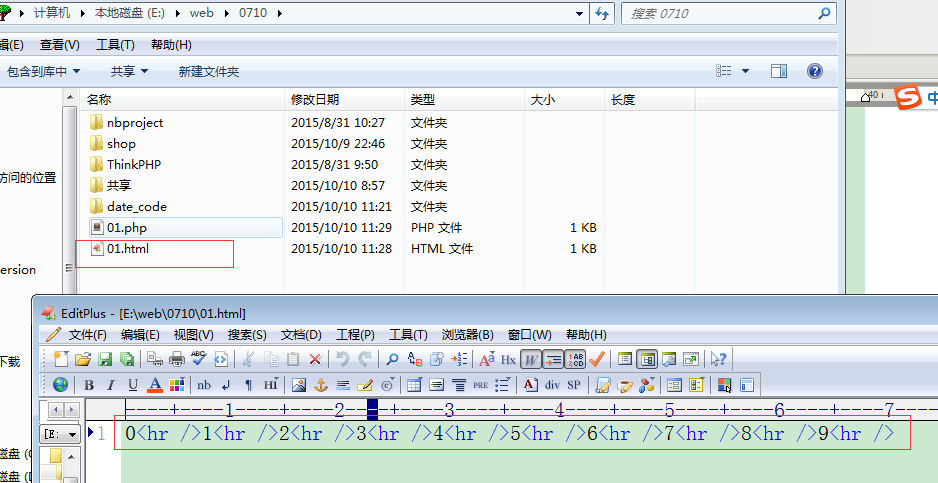 计算机 ▸ 本地磁盘 (E:) ▸ web ▸ 0710 ▸ 搜索 0710
辑(E) 查看(V) 工具(T) 帮助(H)
包含到库中 共享 新建文件夹
名称 修改日期 类型 大小 长度
nbproject 2015/8/31 10:27 文件夹
shop 2015/10/9 22:46 文件夹
ThinkPHP 2015/8/31 9:50 文件夹
共享 2015/10/10 8:57 文件夹
date_code 2015/10/10 11:21 文件夹
01.php 2015/10/10 11:29 PHP 文件 1 KB
01.html 2015/10/10 11:28 HTML 文件 1 KB
访问的位置
ersion
下载
磁盘 (
磁盘 (
40
S 中
EditPlus - [E:\web\0710\01.html]
文件(F) 编辑(E) 视图(V) 搜索(S) 文档(D) 工程(P) 工具(T) 浏览器(B) 窗口(W) 帮助(H)
ABC Hx W
B I U A nb ¶ HI PRE A div SP
----+----1----+----2----+----3----+----4----+----5----+----6----+----7
[E:
1 0<hr />1<hr />2<hr />3<hr />4<hr />5<hr />6<hr />7<hr />8<hr />9<hr />